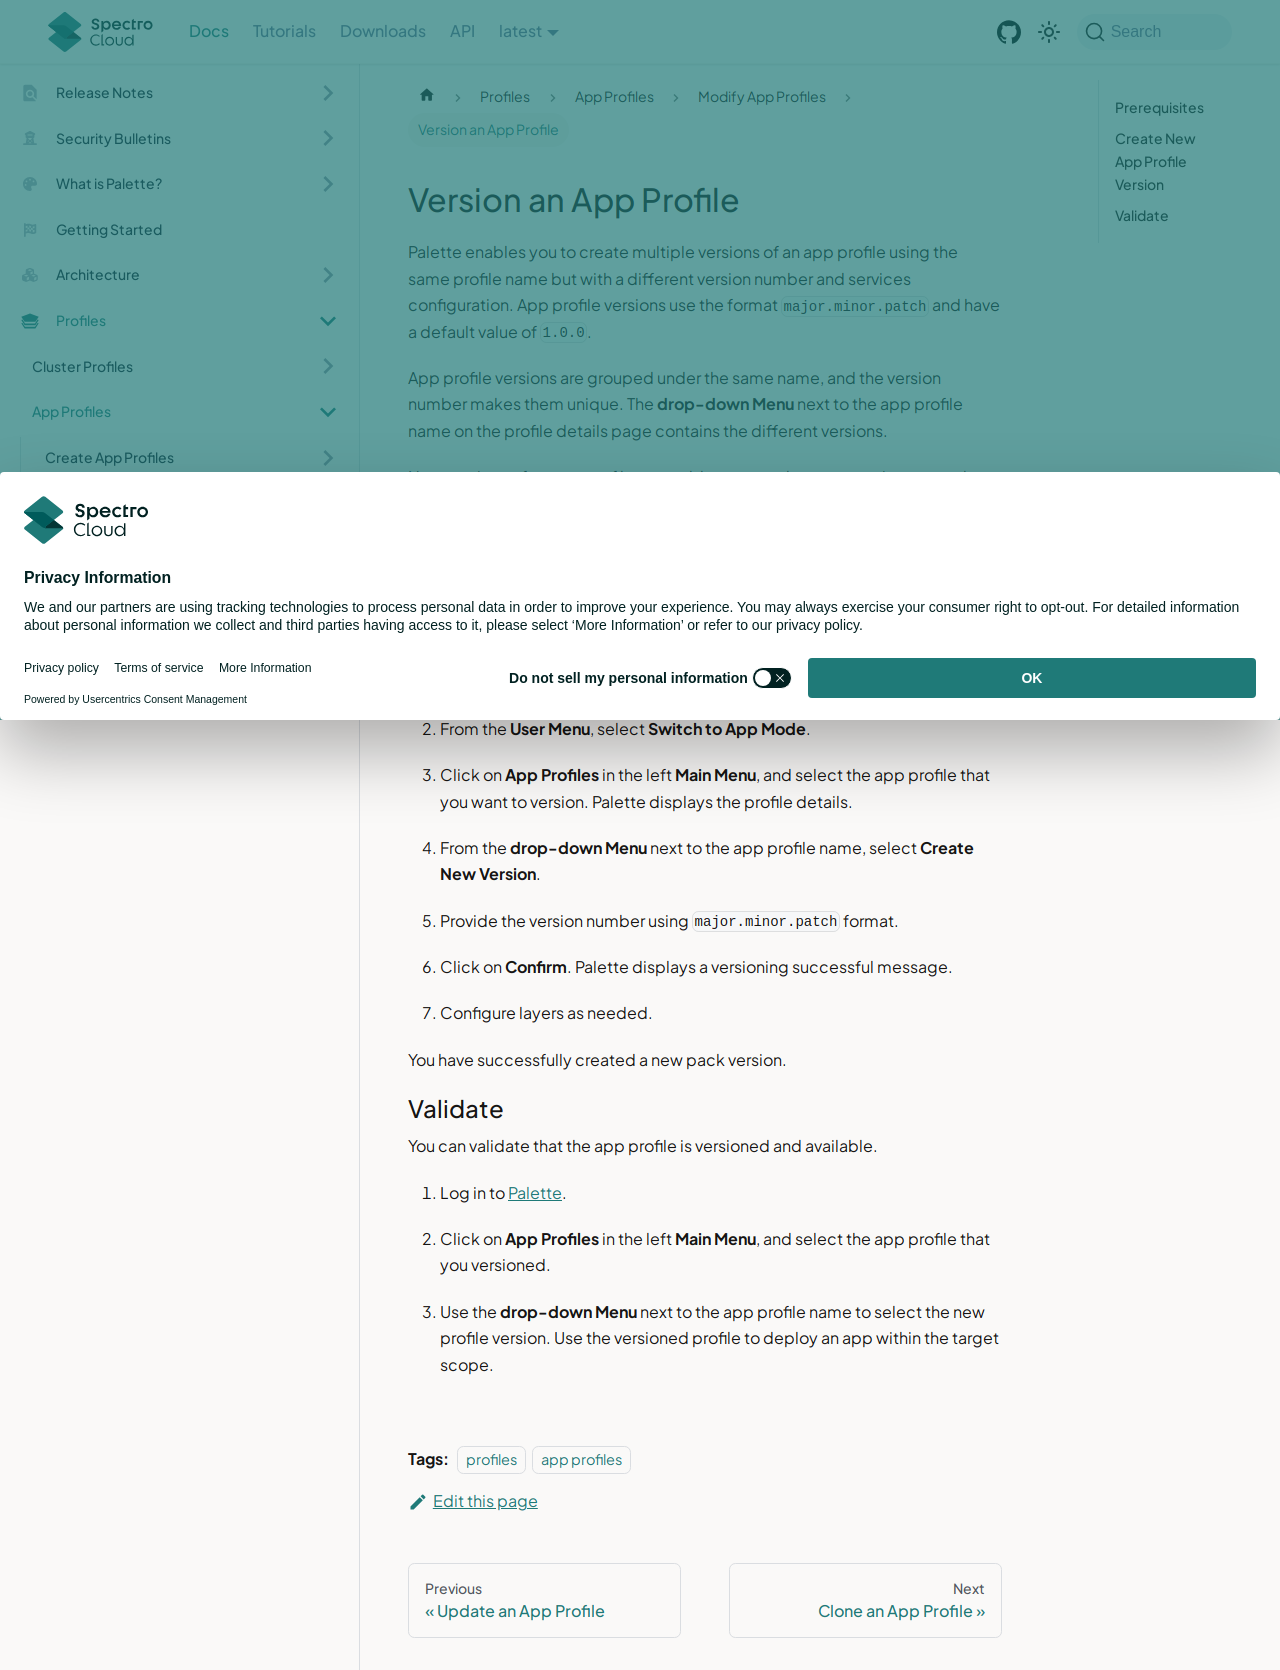 Spectro
Cloud
Docs
Tutorials
Downloads
API
latest
Search
Release Notes
Security Bulletins
What is Palette?
Getting Started
Architecture
Profiles
Cluster Profiles
App Profiles
Create App Profiles
Profiles
App Profiles
Modify App Profiles
Version an App Profile
Prerequisites
Create New
App Profile
Version
Validate
Version an App Profile
Palette enables you to create multiple versions of an app profile using the
same profile name but with a different version number and services
configuration. App profile versions use the format major.minor.patch and have
a default value of 1.0.0.
App profile versions are grouped under the same name, and the version
number makes them unique. The drop-down Menu next to the app profile
name on the profile details page contains the different versions.
Spectro
Cloud
Privacy Information
We and our partners are using tracking technologies to process personal data in order to improve your experience. You may always exercise your consumer right to opt-out. For detailed information
about personal information we collect and third parties having access to it, please select ‘More Information’ or refer to our privacy policy.
Privacy policy
Terms of service
More Information
Powered by Usercentrics Consent Management
Do not sell my personal information
OK
2. From the User Menu, select Switch to App Mode.
3. Click on App Profiles in the left Main Menu, and select the app profile that
you want to version. Palette displays the profile details.
4. From the drop-down Menu next to the app profile name, select Create
New Version.
5. Provide the version number using major.minor.patch format.
6. Click on Confirm. Palette displays a versioning successful message.
7. Configure layers as needed.
You have successfully created a new pack version.
Validate
You can validate that the app profile is versioned and available.
1. Log in to Palette.
2. Click on App Profiles in the left Main Menu, and select the app profile that
you versioned.
3. Use the drop-down Menu next to the app profile name to select the new
profile version. Use the versioned profile to deploy an app within the target
scope.
Tags: profiles app profiles
Edit this page
Previous
« Update an App Profile
Next
Clone an App Profile »